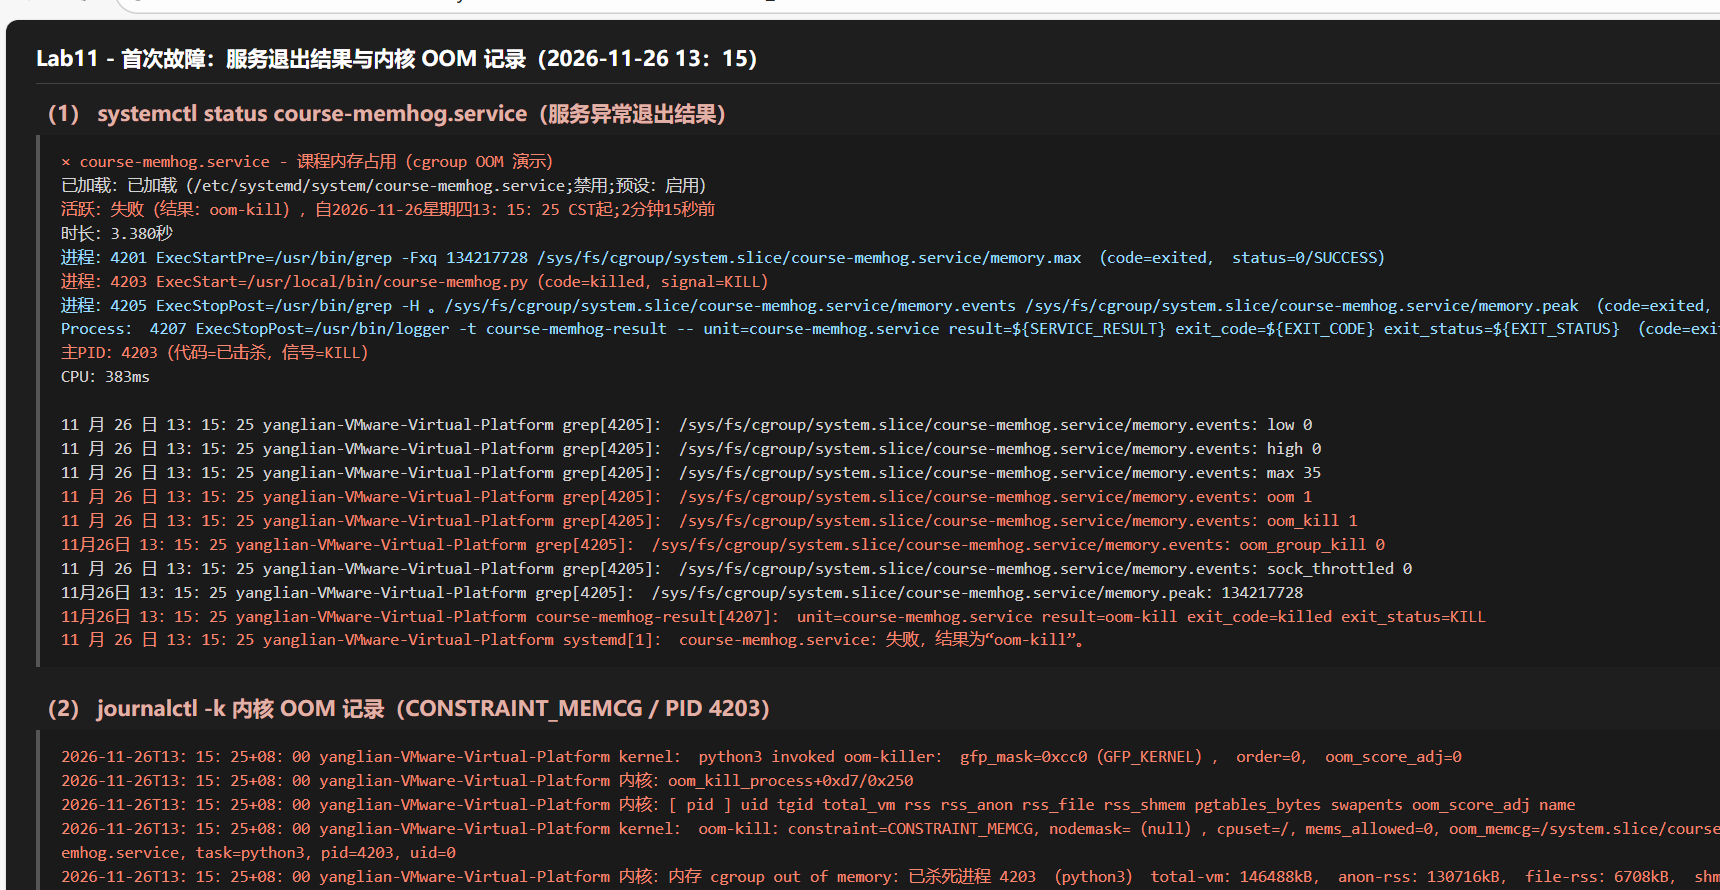 Lab11 - 首次故障：服务退出结果与内核 OOM 记录（2026-11-26 13：15）
（1） systemctl status course-memhog.service（服务异常退出结果）
× course-memhog.service - 课程内存占用（cgroup OOM 演示）
已加载：已加载（/etc/systemd/system/course-memhog.service;禁用;预设：启用）
活跃：失败（结果：oom-kill），自2026-11-26星期四13：15：25 CST起;2分钟15秒前
时长：3.380秒
进程：4201 ExecStartPre=/usr/bin/grep -Fxq 134217728 /sys/fs/cgroup/system.slice/course-memhog.service/memory.max （code=exited， status=0/SUCCESS）
进程：4203 ExecStart=/usr/local/bin/course-memhog.py（code=killed, signal=KILL）
进程：4205 ExecStopPost=/usr/bin/grep -H 。/sys/fs/cgroup/system.slice/course-memhog.service/memory.events /sys/fs/cgroup/system.slice/course-memhog.service/memory.peak （code=exited,
Process： 4207 ExecStopPost=/usr/bin/logger -t course-memhog-result -- unit=course-memhog.service result=${SERVICE_RESULT} exit_code=${EXIT_CODE} exit_status=${EXIT_STATUS} （code=exi
主PID：4203（代码=已击杀，信号=KILL）
CPU：383ms
11 月 26 日 13：15：25 yanglian-VMware-Virtual-Platform grep[4205]： /sys/fs/cgroup/system.slice/course-memhog.service/memory.events：low 0
11 月 26 日 13：15：25 yanglian-VMware-Virtual-Platform grep[4205]： /sys/fs/cgroup/system.slice/course-memhog.service/memory.events：high 0
11 月 26 日 13：15：25 yanglian-VMware-Virtual-Platform grep[4205]： /sys/fs/cgroup/system.slice/course-memhog.service/memory.events：max 35
11 月 26 日 13：15：25 yanglian-VMware-Virtual-Platform grep[4205]： /sys/fs/cgroup/system.slice/course-memhog.service/memory.events：oom 1
11 月 26 日 13：15：25 yanglian-VMware-Virtual-Platform grep[4205]： /sys/fs/cgroup/system.slice/course-memhog.service/memory.events：oom_kill 1
11月26日 13：15：25 yanglian-VMware-Virtual-Platform grep[4205]： /sys/fs/cgroup/system.slice/course-memhog.service/memory.events：oom_group_kill 0
11 月 26 日 13：15：25 yanglian-VMware-Virtual-Platform grep[4205]： /sys/fs/cgroup/system.slice/course-memhog.service/memory.events：sock_throttled 0
11月26日 13：15：25 yanglian-VMware-Virtual-Platform grep[4205]： /sys/fs/cgroup/system.slice/course-memhog.service/memory.peak：134217728
11月26日 13：15：25 yanglian-VMware-Virtual-Platform course-memhog-result[4207]： unit=course-memhog.service result=oom-kill exit_code=killed exit_status=KILL
11 月 26 日 13：15：25 yanglian-VMware-Virtual-Platform systemd[1]： course-memhog.service：失败，结果为“oom-kill”。
（2） journalctl -k 内核 OOM 记录（CONSTRAINT_MEMCG / PID 4203）
2026-11-26T13：15：25+08：00 yanglian-VMware-Virtual-Platform kernel： python3 invoked oom-killer： gfp_mask=0xcc0（GFP_KERNEL）， order=0， oom_score_adj=0
2026-11-26T13：15：25+08：00 yanglian-VMware-Virtual-Platform 内核：oom_kill_process+0xd7/0x250
2026-11-26T13：15：25+08：00 yanglian-VMware-Virtual-Platform 内核：[ pid ] uid tgid total_vm rss rss_anon rss_file rss_shmem pgtables_bytes swapents oom_score_adj name
2026-11-26T13：15：25+08：00 yanglian-VMware-Virtual-Platform kernel： oom-kill：constraint=CONSTRAINT_MEMCG，nodemask=（null），cpuset=/，mems_allowed=0，oom_memcg=/system.slice/course
emhog.service，task=python3，pid=4203，uid=0
2026-11-26T13：15：25+08：00 yanglian-VMware-Virtual-Platform 内核：内存 cgroup out of memory：已杀死进程 4203 （python3） total-vm：146488kB， anon-rss：130716kB， file-rss：6708kB， shm